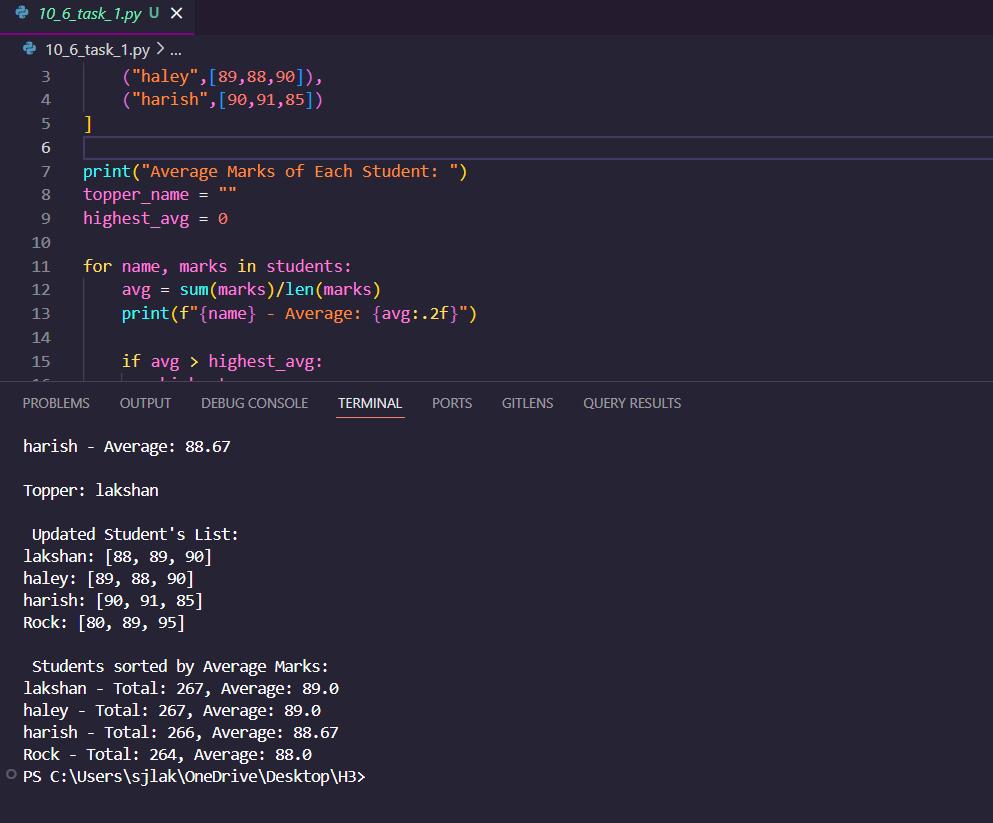 10_6_task_1.py U
10_6_task_1.py > ...
3 ("haley",[89,88,90]),
4 ("harish",[90,91,85])
5 ]
6
7 print("Average Marks of Each Student: ")
8 topper_name = ""
9 highest_avg = 0
10
11 for name, marks in students:
12 avg = sum(marks)/len(marks)
13 print(f"{name} - Average: {avg:.2f}")
14
15 if avg > highest_avg:
PROBLEMS OUTPUT DEBUG CONSOLE TERMINAL PORTS GITLENS QUERY RESULTS
harish - Average: 88.67
Topper: lakshan
Updated Student's List:
lakshan: [88, 89, 90]
haley: [89, 88, 90]
harish: [90, 91, 85]
Rock: [80, 89, 95]
Students sorted by Average Marks:
lakshan - Total: 267, Average: 89.0
haley - Total: 267, Average: 89.0
harish - Total: 266, Average: 88.67
Rock - Total: 264, Average: 88.0
PS C:\Users\sjlak\OneDrive\Desktop\H3>